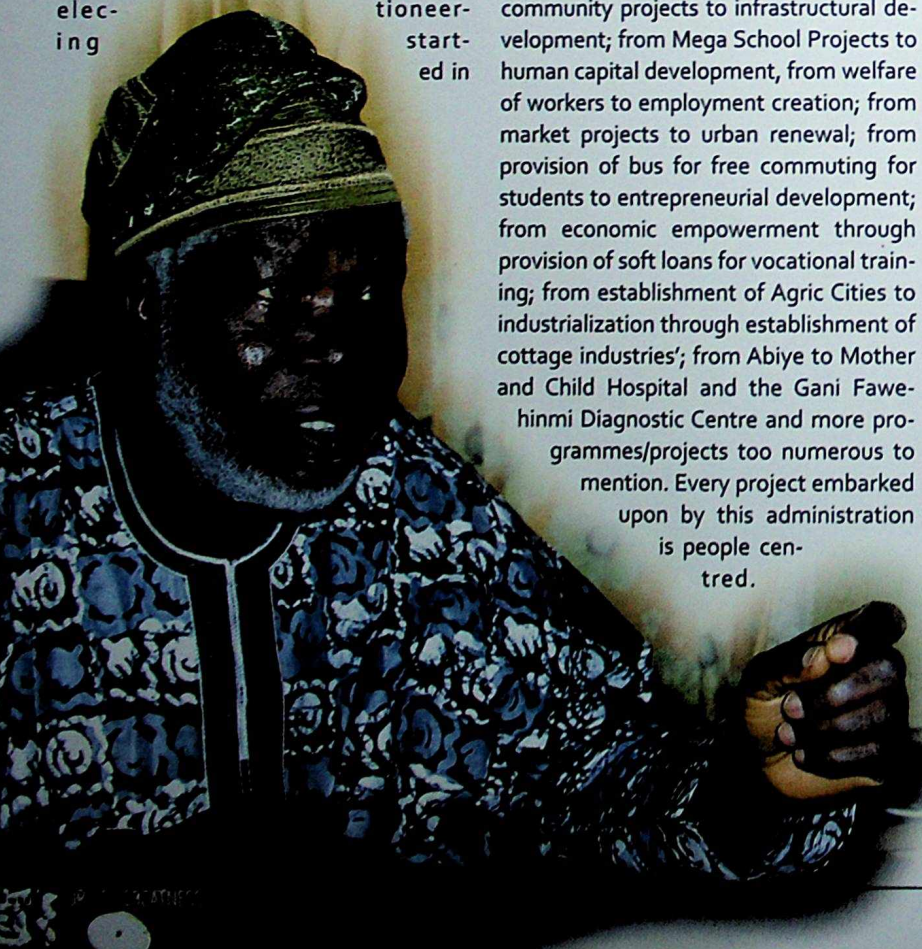 elec-
ing
tioneer-
start-
ed in
community projects to infrastructural de-
velopment; from Mega School Projects to
human capital development, from welfare
of workers to employment creation; from
market projects to urban renewal; from
provision of bus for free commuting for
students to entrepreneurial development;
from economic empowerment through
provision of soft loans for vocational train-
ing; from establishment of Agric Cities to
industrialization through establishment of
cottage industries'; from Abiye to Mother
and Child Hospital and the Gani Fawe-
hinmi Diagnostic Centre and more pro-
grammes/projects too numerous to
mention. Every project embarked
upon by this administration
is people cen-
tred.